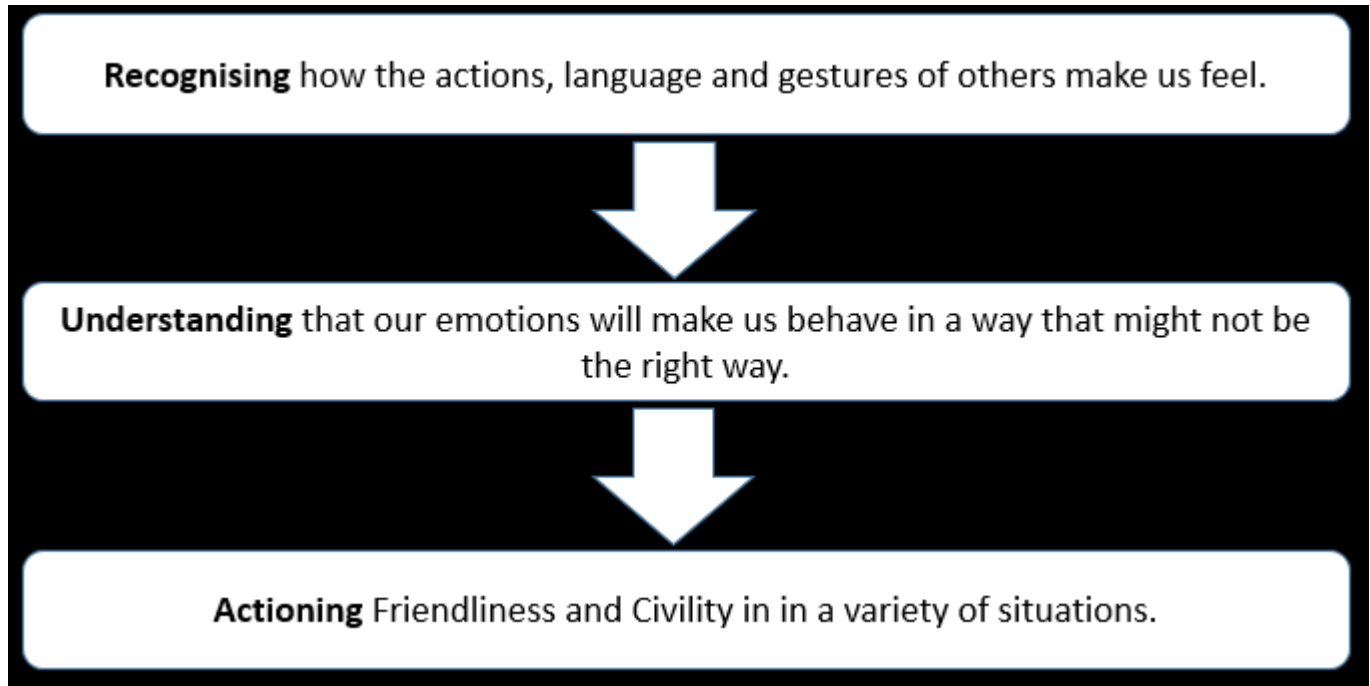 Recognising how the actions, language and gestures of others make us feel.
Understanding that our emotions will make us behave in a way that might not be
the right way.
Actioning Friendliness and Civility in in a variety of situations.